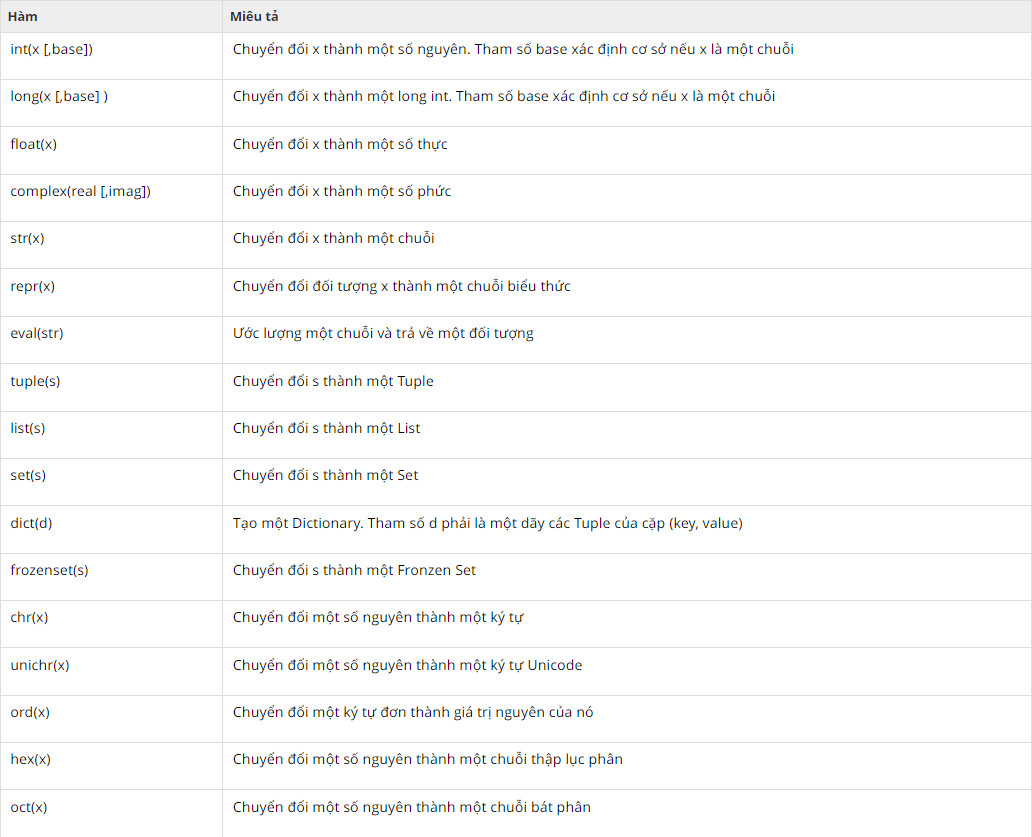 Hàm Miêu tả
int(x [,base]) Chuyển đổi x thành một số nguyên. Tham số base xác định cơ sở nếu x là một chuỗi
long(x [,base] ) Chuyển đổi x thành một long int. Tham số base xác định cơ sở nếu x là một chuỗi
float(x) Chuyển đổi x thành một số thực
complex(real [,imag]) Chuyển đổi x thành một số phức
str(x) Chuyển đổi x thành một chuỗi
repr(x) Chuyển đổi đối tượng x thành một chuỗi biểu thức
eval(str) Ước lượng một chuỗi và trả về một đối tượng
tuple(s) Chuyển đổi s thành một Tuple
list(s) Chuyển đổi s thành một List
set(s) Chuyển đổi s thành một Set
dict(d) Tạo một Dictionary. Tham số d phải là một dãy các Tuple của cặp (key, value)
frozenset(s) Chuyển đổi s thành một Fronzen Set
chr(x) Chuyển đổi một số nguyên thành một ký tự
unichr(x) Chuyển đổi một số nguyên thành một ký tự Unicode
ord(x) Chuyển đổi một ký tự đơn thành giá trị nguyên của nó
hex(x) Chuyển đổi một số nguyên thành một chuỗi thập lục phân
oct(x) Chuyển đổi một số nguyên thành một chuỗi bát phân